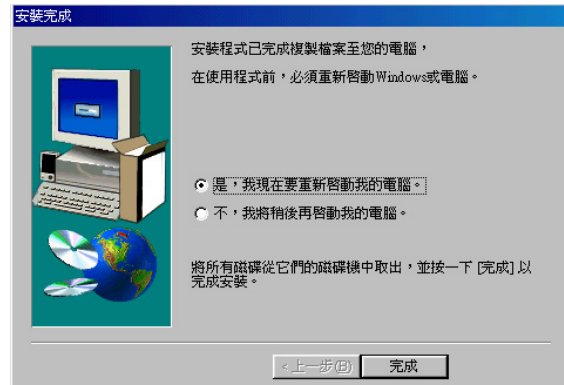 安裝完成
安裝程式已完成複製檔案至您的電腦，
在使用程式前，必須重新啟動Windows或電腦。
是，我現在要重新啟動我的電腦。
不，我將稍後再啟動我的電腦。
將所有磁碟從它們的磁碟機中取出，並按一下 [完成] 以
完成安裝。
<上一步(B)
完成